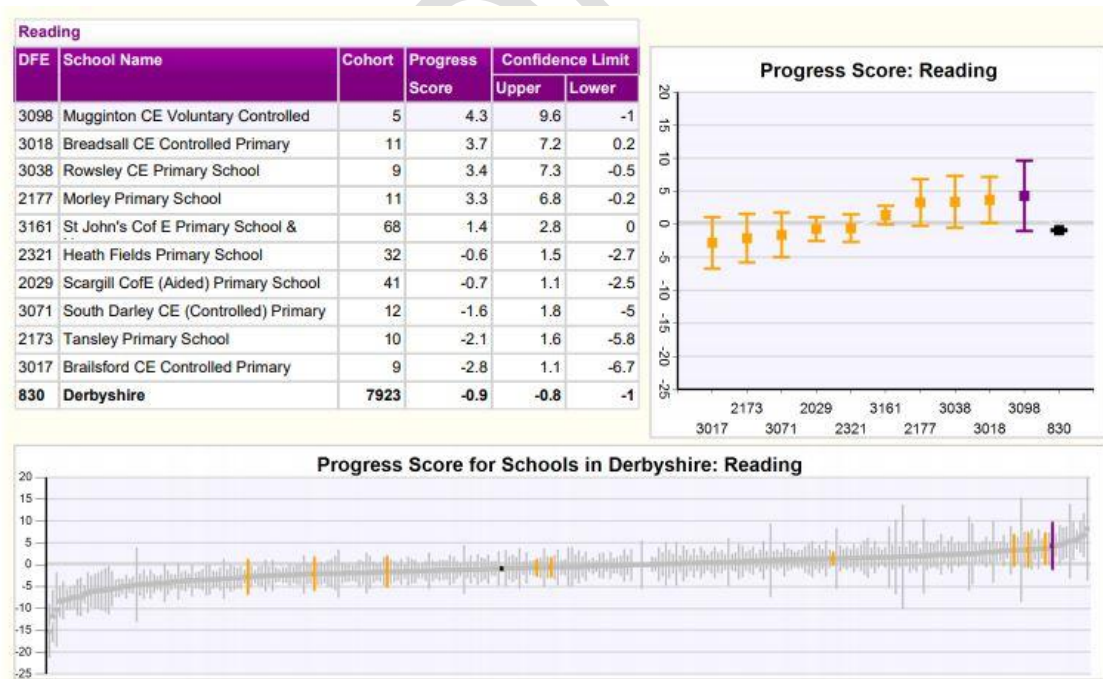 Reading
DFE School Name Cohort Progress Score Confidence Limit Upper Lower
3098 Mugginton CE Voluntary Controlled 5 4.3 9.6 -1
3018 Breadsall CE Controlled Primary 11 3.7 7.2 0.2
3038 Rowsley CE Primary School 9 3.4 7.3 -0.5
2177 Morley Primary School 11 3.3 6.8 -0.2
3161 St John's Cof E Primary School & 68 1.4 2.8 0
2321 Heath Fields Primary School 32 -0.6 1.5 -2.7
2029 Scargill CofE (Aided) Primary School 41 -0.7 1.1 -2.5
3071 South Darley CE (Controlled) Primary 12 -1.6 1.8 -5
2173 Tansley Primary School 10 -2.1 1.6 -5.8
3017 Brailsford CE Controlled Primary 9 -2.8 1.1 -6.7
830 Derbyshire 7923 -0.9 -0.8 -1
Progress Score: Reading
20
15
10
5
0
-5
-10
-15
-20
-25
2173 2029 3161 3038 3098
3017 3071 2321 2177 3018 830
Progress Score for Schools in Derbyshire: Reading
20
15
10
5
0
-5
-10
-15
-20
-25